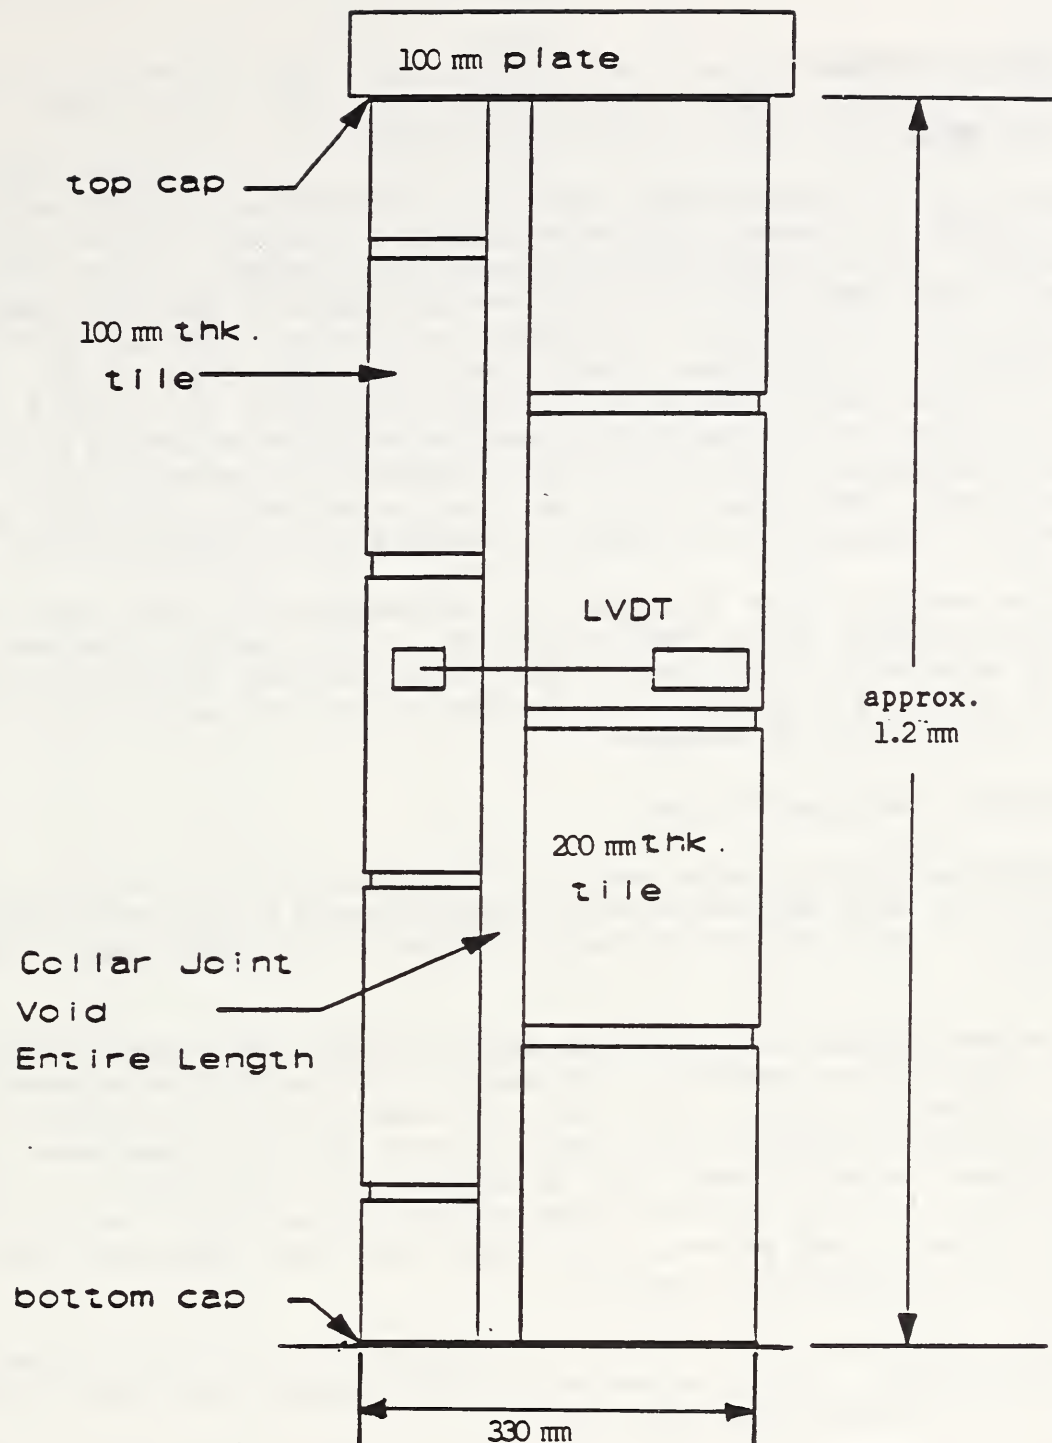 100 mm plate
top cap
100 mm thk.
tile
LVDT
approx.
1.2 mm
200 mm thk.
tile
Collar Joint
Void
Entire Length
bottom cap
330 mm